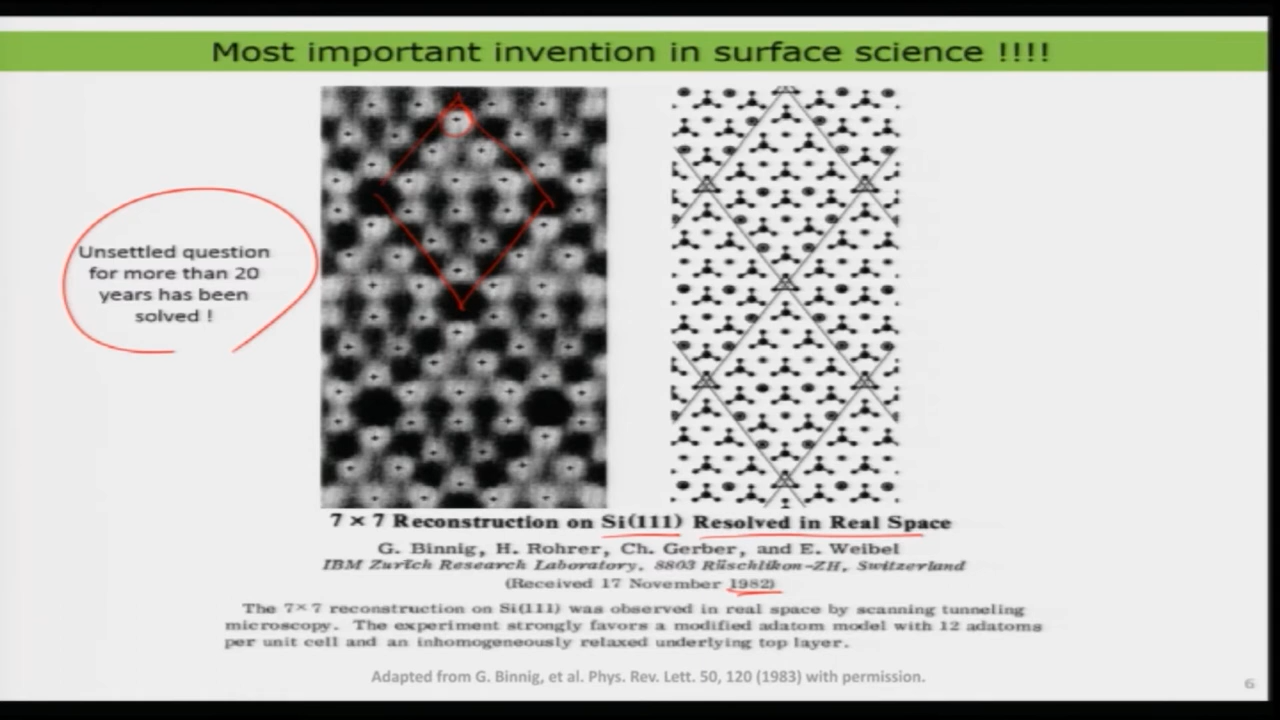 Most important invention in surface science !!!!
Unsettled question
for more than 20
years has been
solved !
7 × 7 Reconstruction on Si(111) Resolved in Real Space
G. Binnig, H. Rohrer, Ch. Gerber, and E. Weibel
IBM Zurich Research Laboratory, 8803 Rüschlikon-ZH, Switzerland
(Received 17 November 1982)
The 7×7 reconstruction on Si(111) was observed in real space by scanning tunneling
microscopy. The experiment strongly favors a modified adatom model with 12 adatoms
per unit cell and an inhomogeneously relaxed underlying top layer.
Adapted from G. Binnig, et al. Phys. Rev. Lett. 50, 120 (1983) with permission.
6